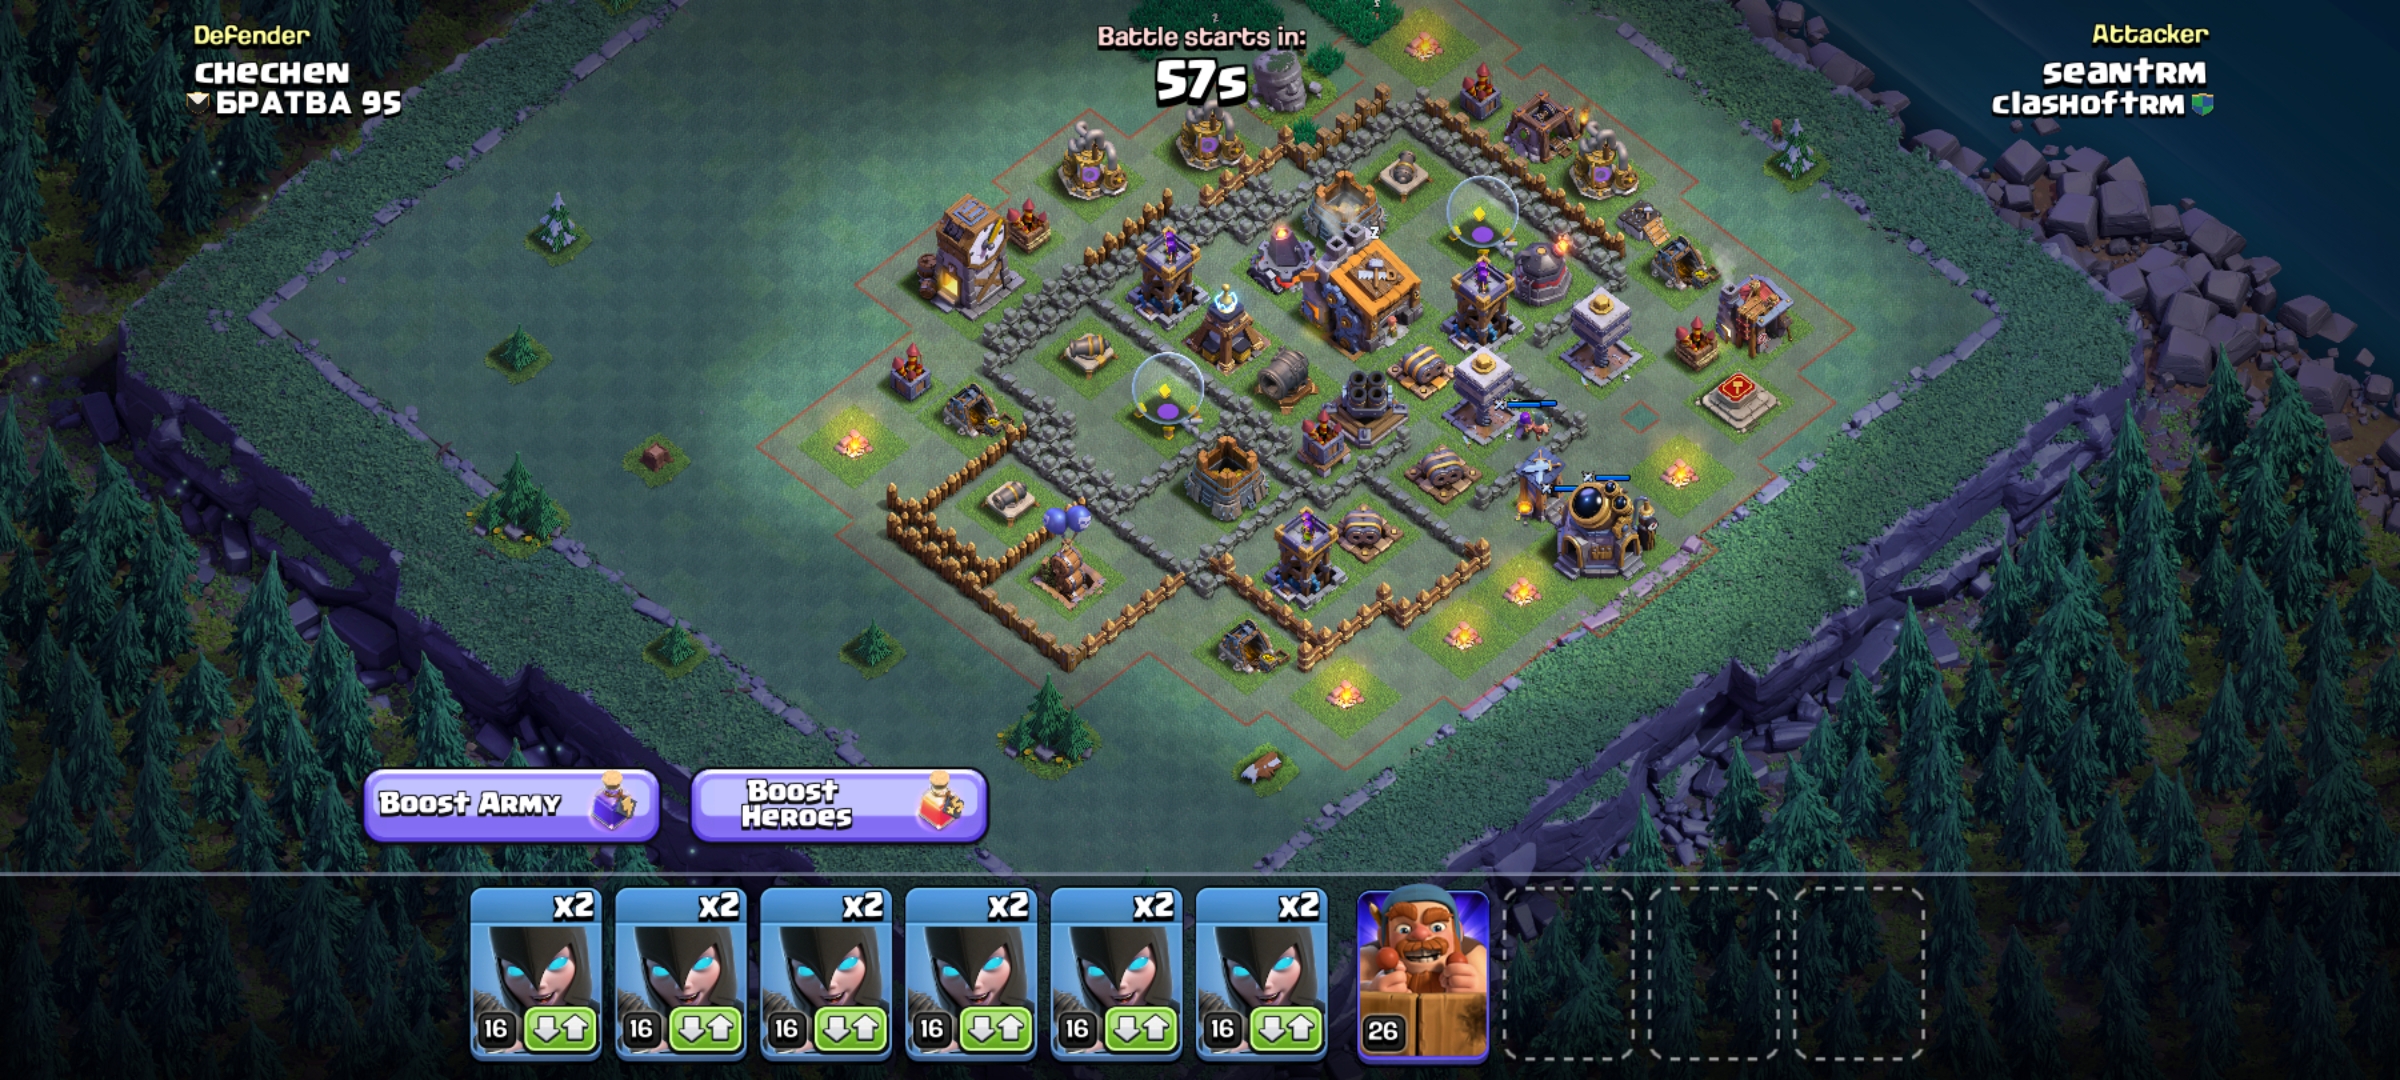 Defender
CHECHEN
БРАТВА 95
Battle starts in:
57s
Attacker
seantRM
clashoftRM
Boost Army
Boost
Heroes
x2
x2
x2
x2
x2
x2
16
16
16
16
16
16
26